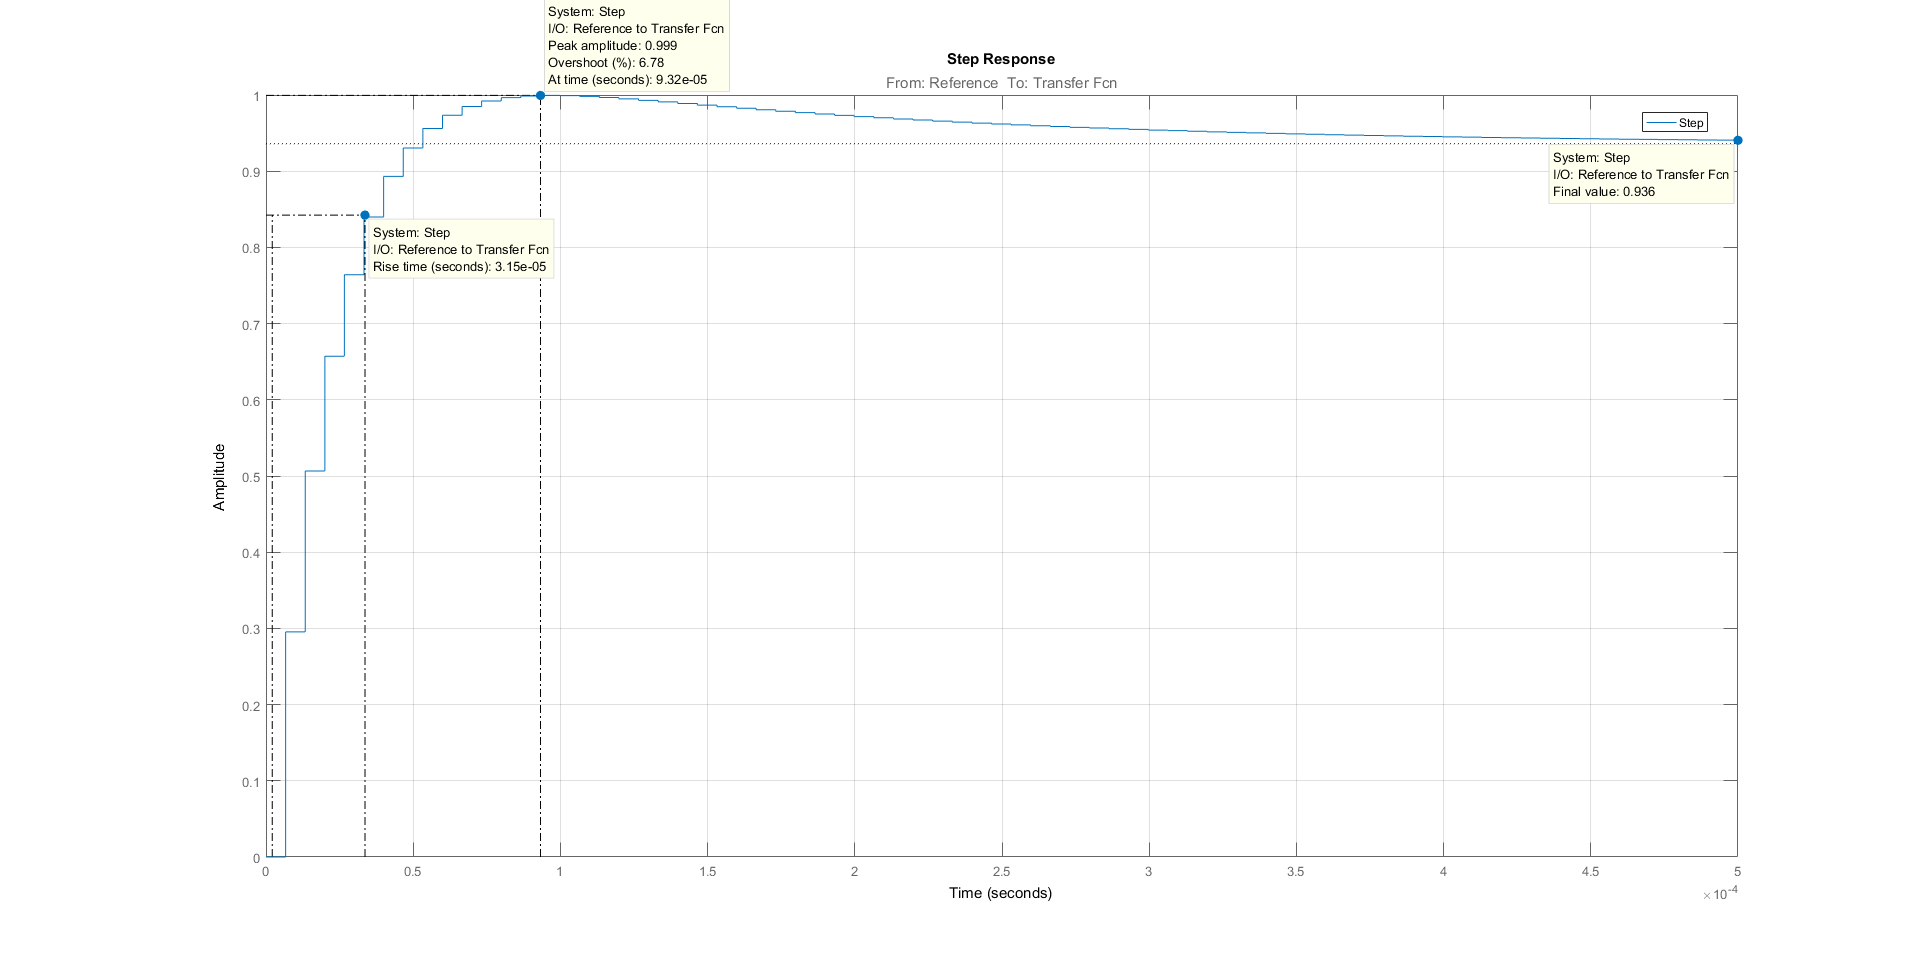 System: Step
I/O: Reference to Transfer Fcn
Peak amplitude: 0.999
Overshoot (%): 6.78
At time (seconds): 9.32e-05
Step Response
From: Reference To: Transfer Fcn
Step
System: Step
I/O: Reference to Transfer Fcn
Final value: 0.936
System: Step
I/O: Reference to Transfer Fcn
Rise time (seconds): 3.15e-05
Amplitude
1
0.9
0.8
0.7
0.6
0.5
0.4
0.3
0.2
0.1
0
0 0.5 1 1.5 2 2.5 3 3.5 4 4.5 5
×10^-4
Time (seconds)